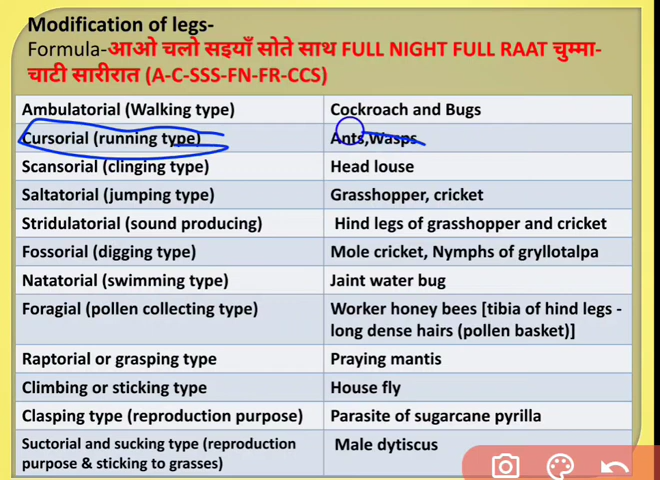 Modification of legs-
Formula-आओ चलो सइयाँ सोते साथ FULL NIGHT FULL RAAT चुम्मा-
चाटी सारीरात (A-C-SSS-FN-FR-CCS)
Ambulatorial (Walking type) Cockroach and Bugs
Cursorial (running type) Ants,Wasps
Scansorial (clinging type) Head louse
Saltatorial (jumping type) Grasshopper, cricket
Stridulatorial (sound producing) Hind legs of grasshopper and cricket
Fossorial (digging type) Mole cricket, Nymphs of gryllotalpa
Natatorial (swimming type) Jaint water bug
Foragial (pollen collecting type) Worker honey bees [tibia of hind legs -
long dense hairs (pollen basket)]
Raptorial or grasping type Praying mantis
Climbing or sticking type House fly
Clasping type (reproduction purpose) Parasite of sugarcane pyrilla
Suctorial and sucking type (reproduction Male dytiscus
purpose & sticking to grasses)